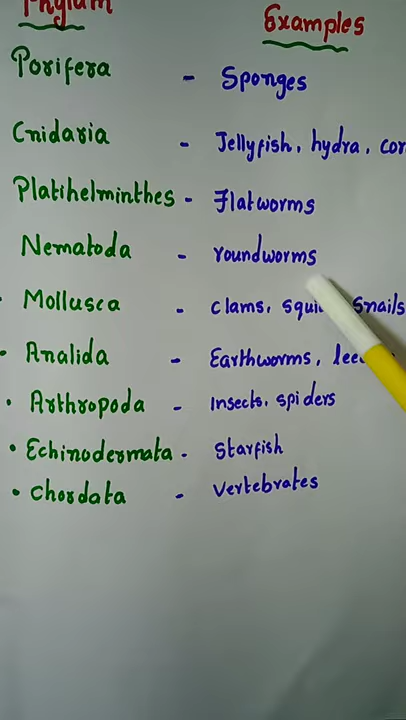 Phylum
Examples
Porifera - Sponges
Cnidaria - Jellyfish, hydra,
Platihelminthes - Flatworms
Nematoda - roundworms
Mollusca - clams, Snails
Analida - Earthworms,
Arthropoda - Insects, spiders
Echinodermata - Starfish
Chordata - Vertebrates